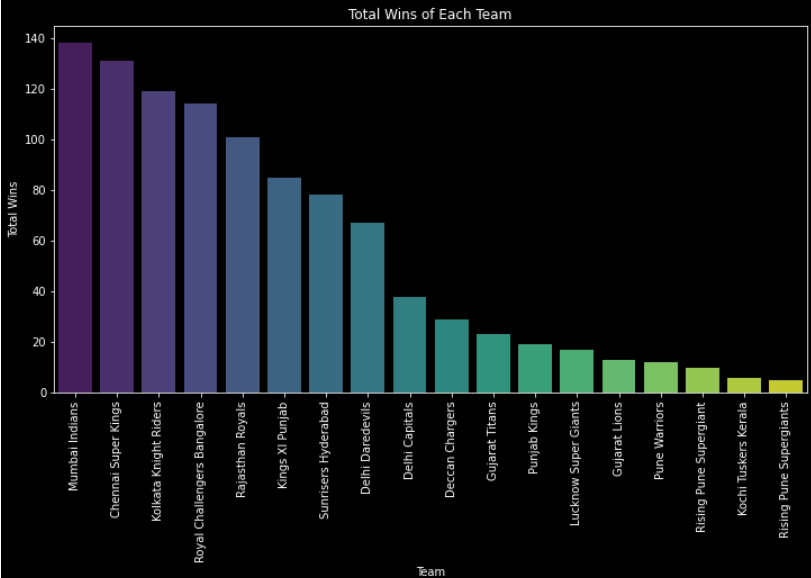 Total Wins of Each Team
140
120
100
80
60
40
20
0
Total Wins
Mumbai Indians
Chennai Super Kings
Kolkata Knight Riders
Royal Challengers Bangalore
Rajasthan Royals
Kings XI Punjab
Sunrisers Hyderabad
Delhi Daredevils
Delhi Capitals
Deccan Chargers
Gujarat Titans
Punjab Kings
Lucknow Super Giants
Gujarat Lions
Pune Warriors
Rising Pune Supergiant
Kochi Tuskers Kerala
Rising Pune Supergiants
Team